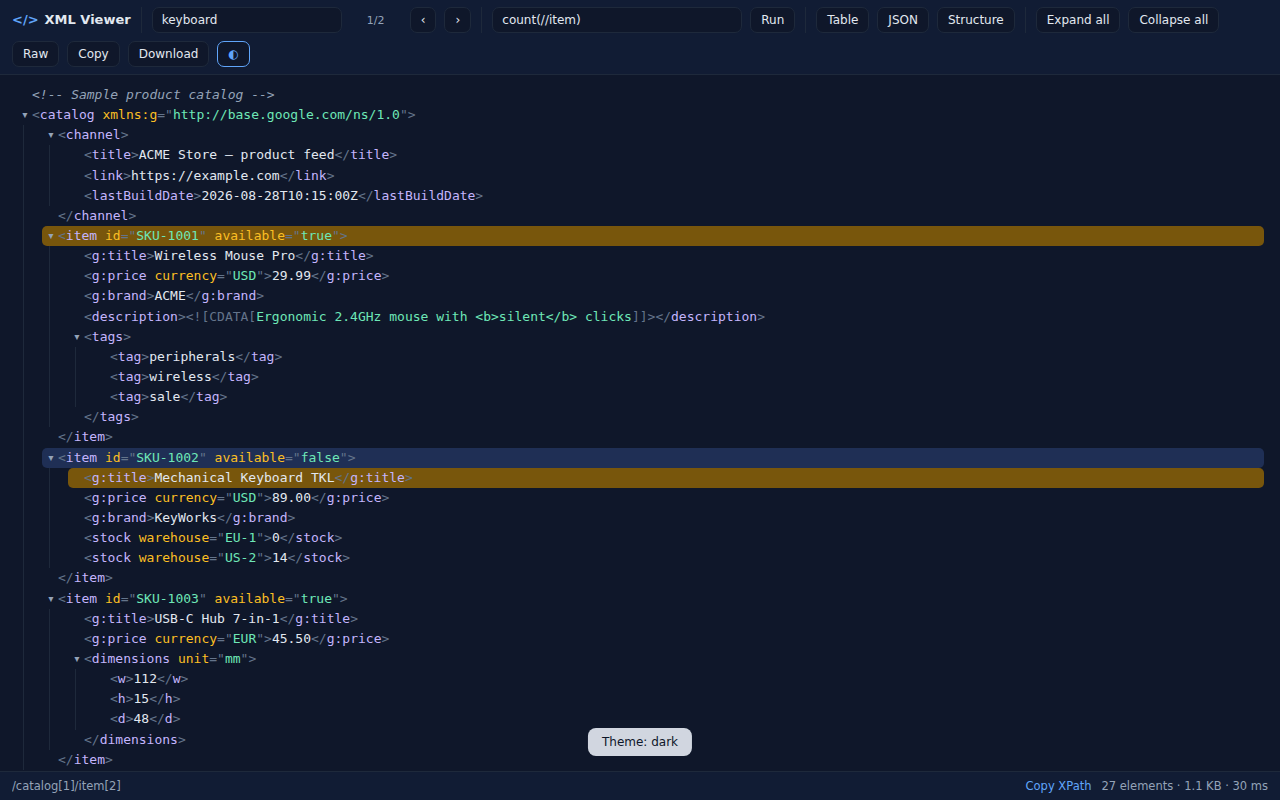 </> XML Viewer keyboard 1/2 ‹ › count(//item) Run Table JSON Structure Expand all Collapse all
Raw Copy Download ◐
<!-- Sample product catalog -->
▾ <catalog xmlns:g="http://base.google.com/ns/1.0">
▾ <channel>
<title>ACME Store — product feed</title>
<link>https://example.com</link>
<lastBuildDate>2026-08-28T10:15:00Z</lastBuildDate>
</channel>
▾ <item id="SKU-1001" available="true">
<g:title>Wireless Mouse Pro</g:title>
<g:price currency="USD">29.99</g:price>
<g:brand>ACME</g:brand>
<description><![CDATA[Ergonomic 2.4GHz mouse with <b>silent</b> clicks]]></description>
▾ <tags>
<tag>peripherals</tag>
<tag>wireless</tag>
<tag>sale</tag>
</tags>
</item>
▾ <item id="SKU-1002" available="false">
<g:title>Mechanical Keyboard TKL</g:title>
<g:price currency="USD">89.00</g:price>
<g:brand>KeyWorks</g:brand>
<stock warehouse="EU-1">0</stock>
<stock warehouse="US-2">14</stock>
</item>
▾ <item id="SKU-1003" available="true">
<g:title>USB-C Hub 7-in-1</g:title>
<g:price currency="EUR">45.50</g:price>
▾ <dimensions unit="mm">
<w>112</w>
<h>15</h>
<d>48</d>
</dimensions>
</item>
Theme: dark
/catalog[1]/item[2] Copy XPath 27 elements · 1.1 KB · 30 ms